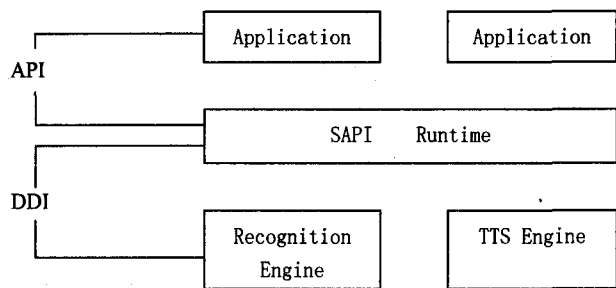 Application Application
API
SAPI Runtime
DDI
Recognition TTS Engine
Engine